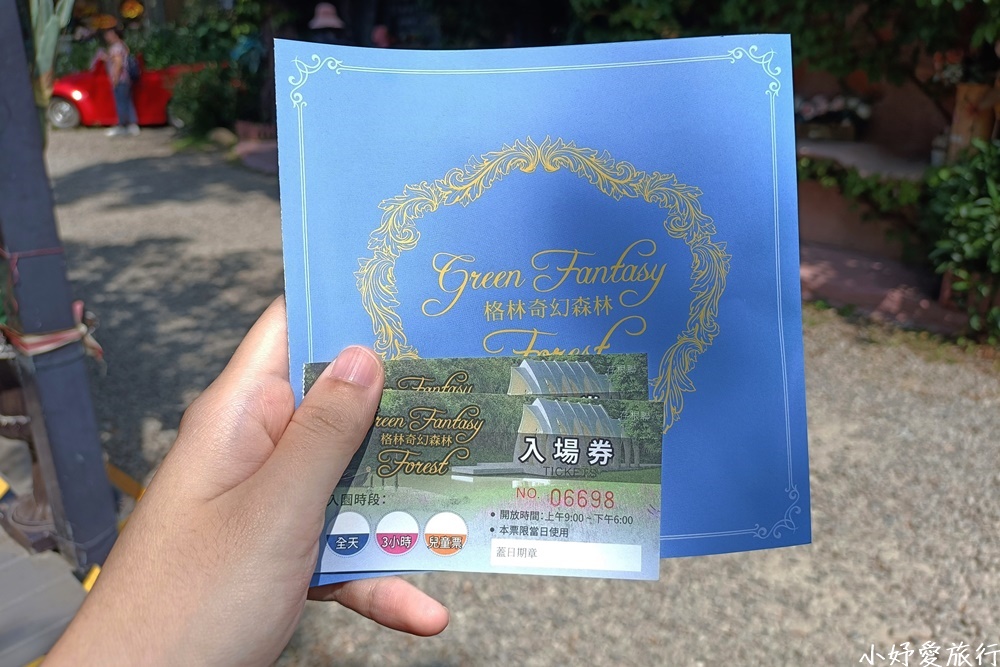 Green Fantasy
格林奇幻森林
Forest
Fantasy
Green Fantasy
格林奇幻森林
Forest
入場券
TICKETS
NO. 06698
入園時段:
全天
3小時
兒童票
• 開放時間:上午9:00 ~ 下午6:00
• 本票限當日使用
蓋日期章
小妤愛旅行